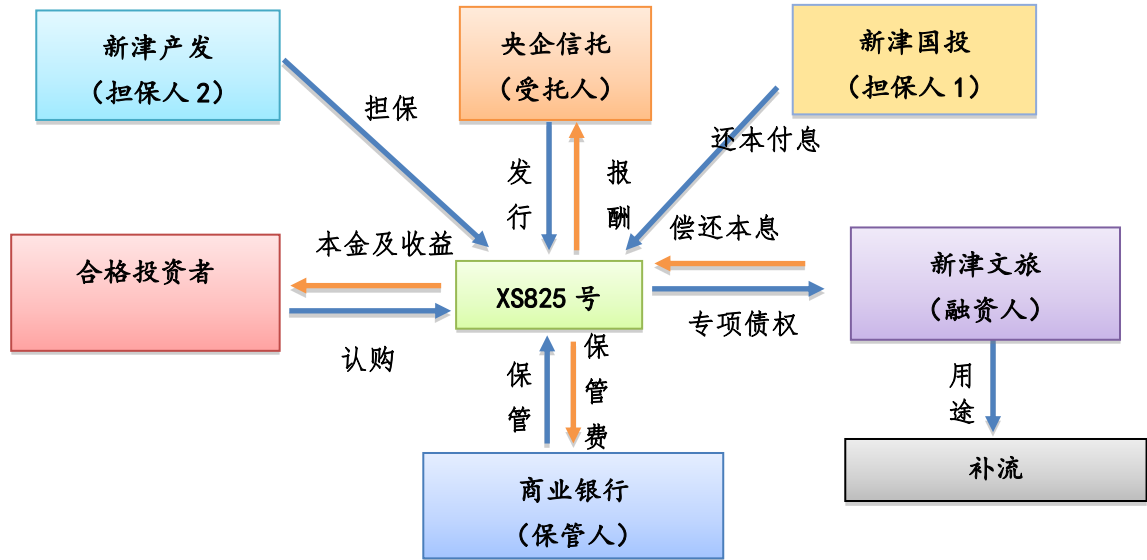 新津产发
（担保人 2）
央企信托
（受托人）
新津国投
（担保人 1）
担保
发行
报酬
还本付息
合格投资者
本金及收益
认购
XS825 号
偿还本息
专项债权
新津文旅
（融资人）
保管
保管费
用途
商业银行
（保管人）
补流